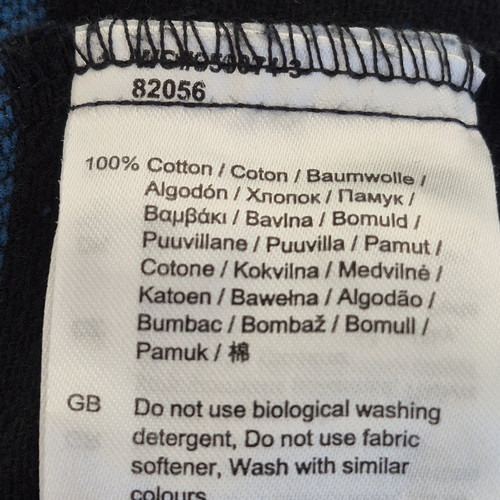 82056
100% Cotton / Coton / Baumwolle /
Algodón / Хлопок / Памук /
Βαμβάκι / Bavlna / Bomuld /
Puuvillane / Puuvilla / Pamut /
Cotone / Kokvilna / Medvilnė /
Katoen / Bawełna / Algodão /
Bumbac / Bombaž / Bomull /
Pamuk / 棉
GB Do not use biological washing
detergent, Do not use fabric
softener, Wash with similar
colours